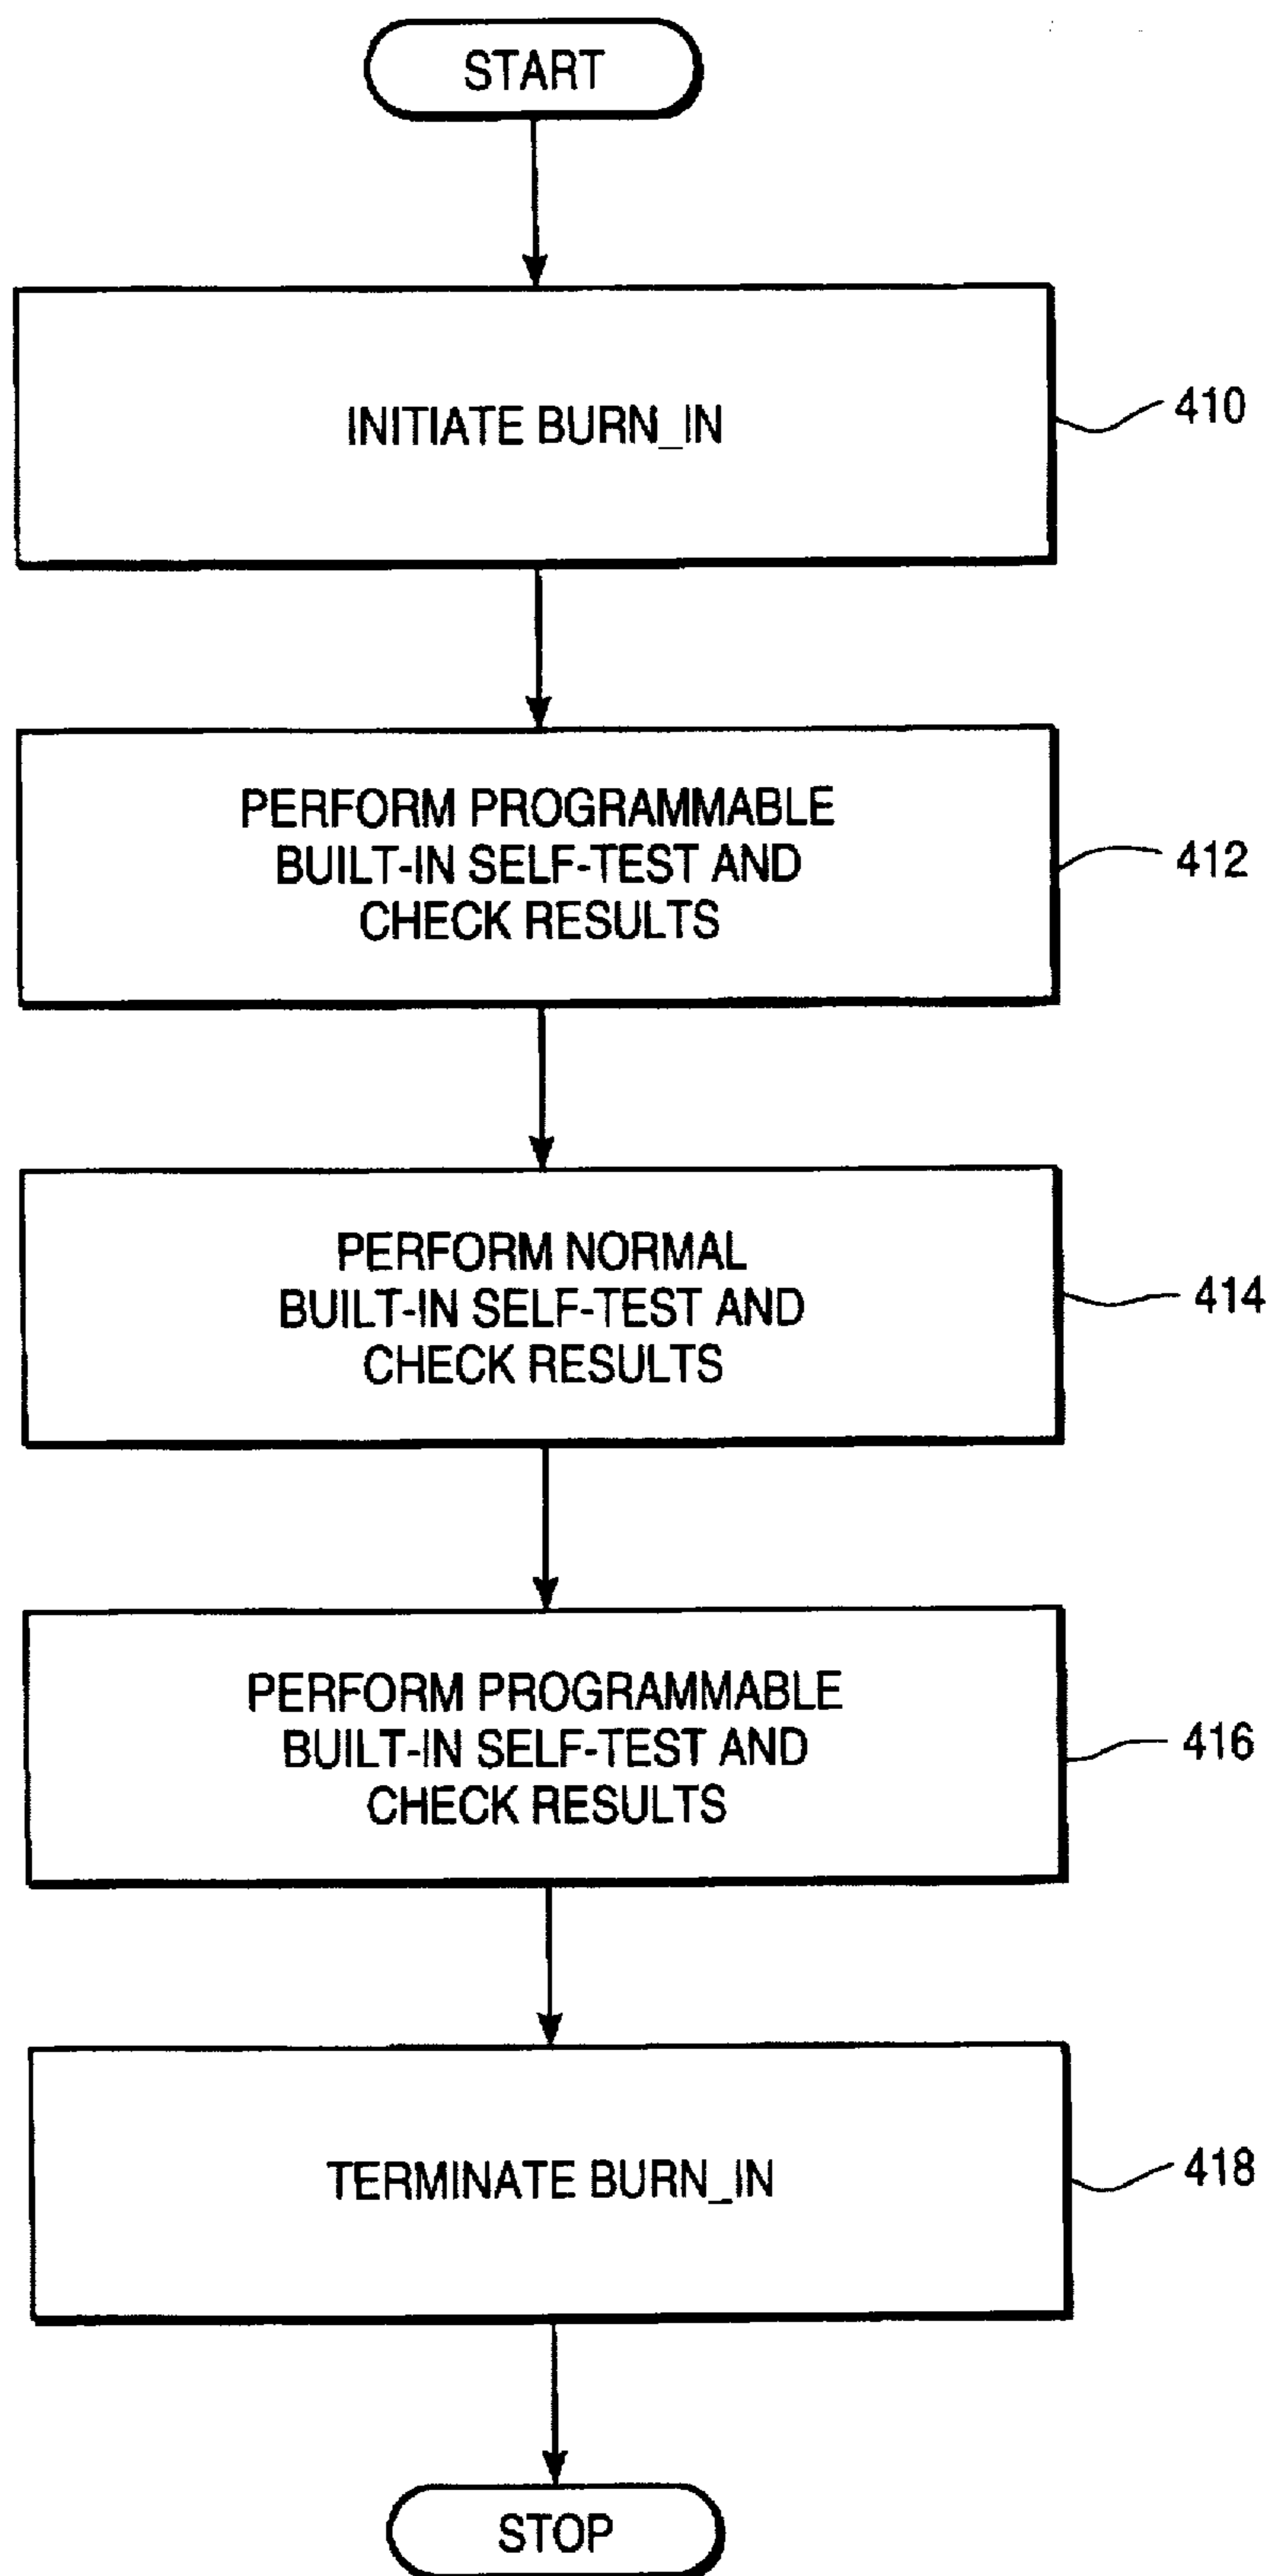 START
INITIATE BURN_IN
410
PERFORM PROGRAMMABLE
BUILT-IN SELF-TEST AND
CHECK RESULTS
412
PERFORM NORMAL
BUILT-IN SELF-TEST AND
CHECK RESULTS
414
PERFORM PROGRAMMABLE
BUILT-IN SELF-TEST AND
CHECK RESULTS
416
TERMINATE BURN_IN
418
STOP